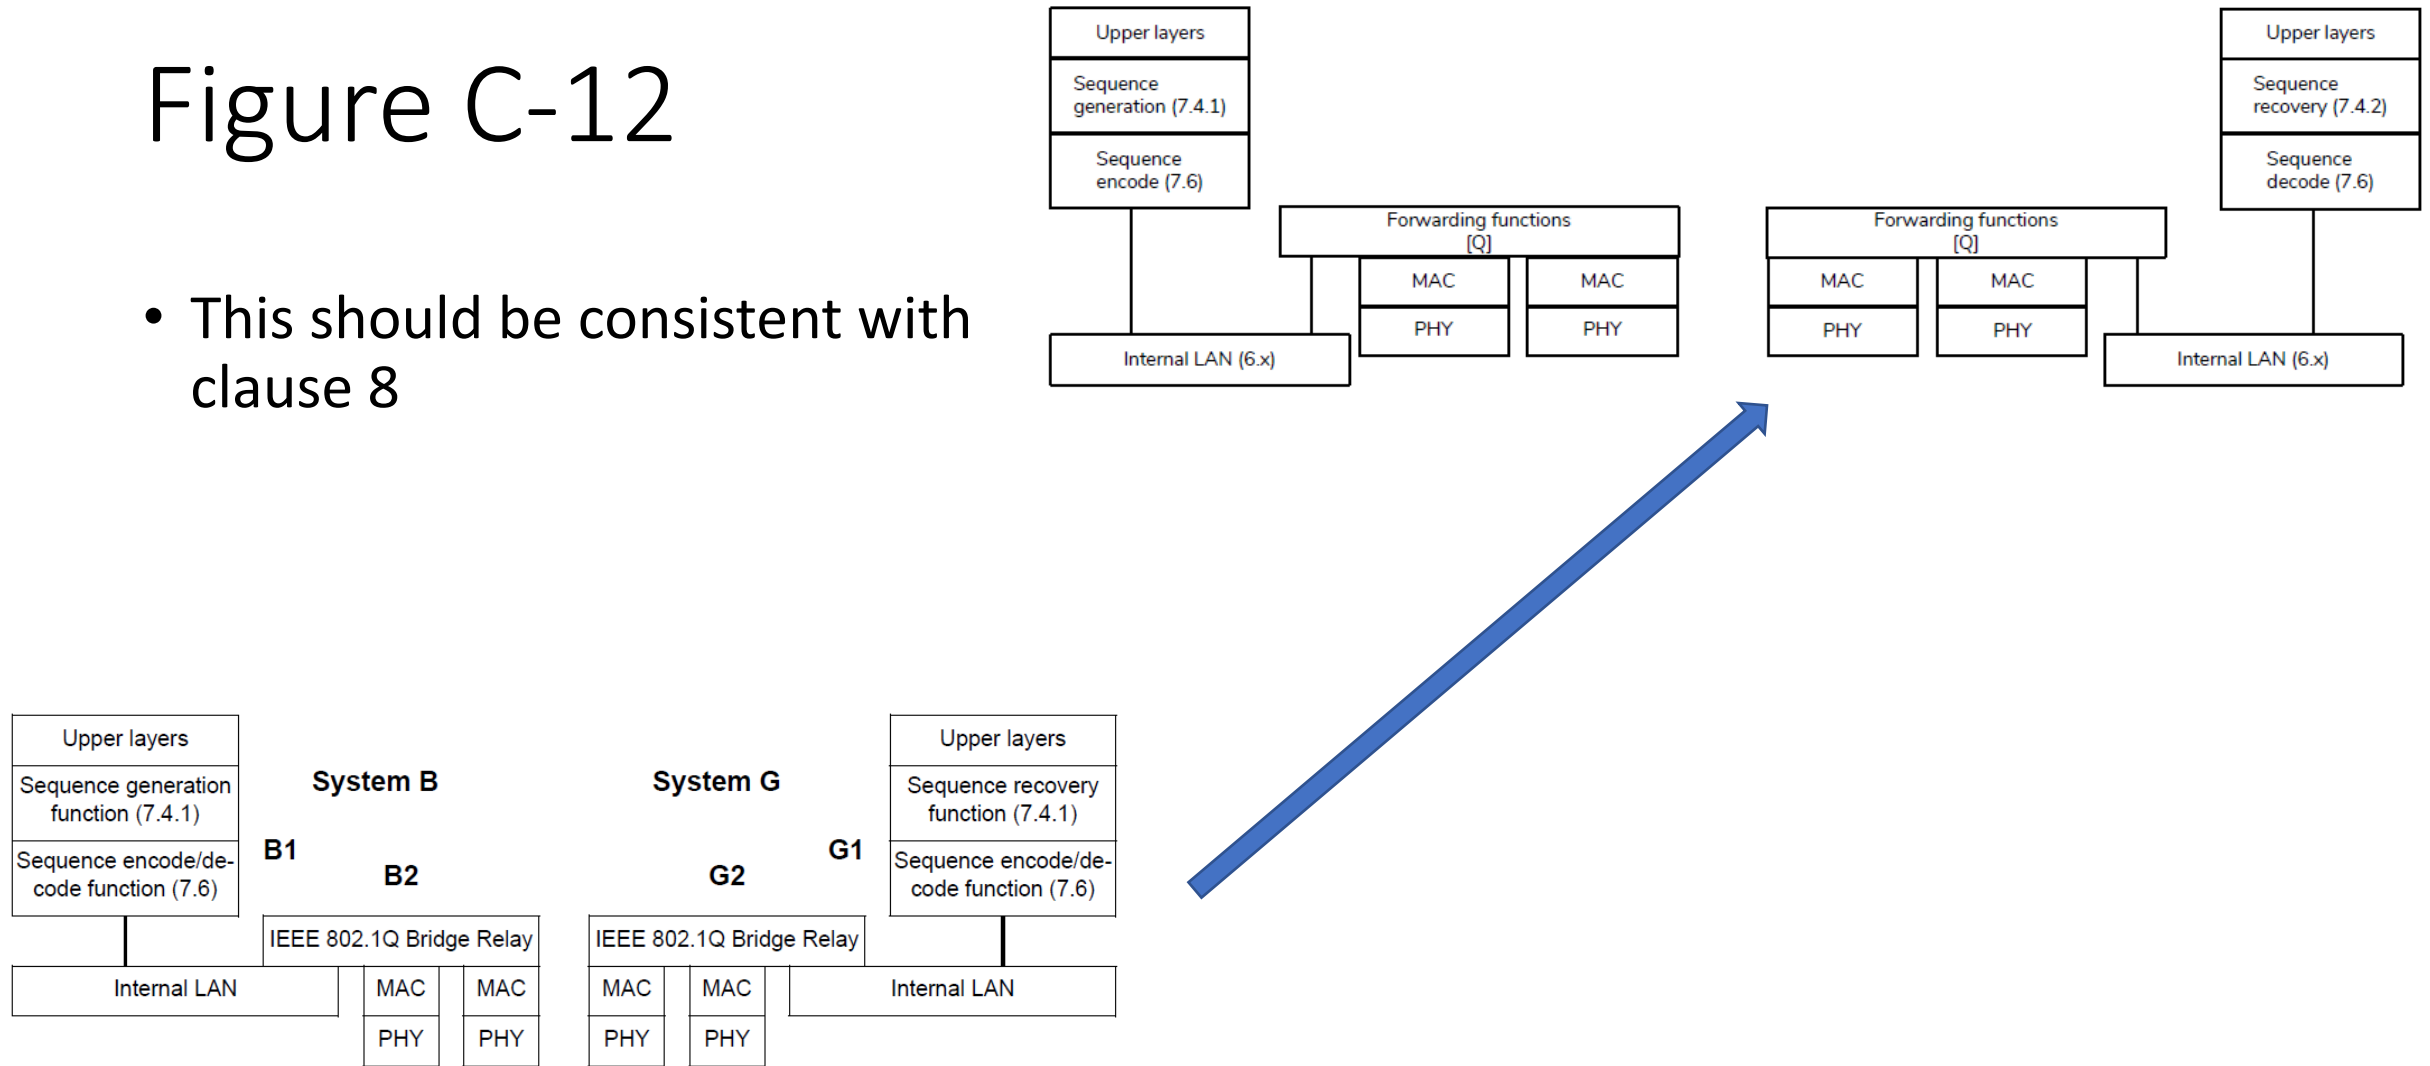 Figure C-12
• This should be consistent with
clause 8
Upper layers
Sequence
generation (7.4.1)
Sequence
encode (7.6)
Forwarding functions
[Q]
MAC
MAC
PHY
PHY
Internal LAN (6.x)
Upper layers
Sequence
recovery (7.4.2)
Sequence
decode (7.6)
Forwarding functions
[Q]
MAC
MAC
PHY
PHY
Internal LAN (6.x)
Upper layers
Sequence generation
function (7.4.1)
Sequence encode/de-
code function (7.6)
System B
B1
B2
IEEE 802.1Q Bridge Relay
Internal LAN
MAC
MAC
PHY
PHY
System G
G1
G2
Upper layers
Sequence recovery
function (7.4.1)
Sequence encode/de-
code function (7.6)
IEEE 802.1Q Bridge Relay
MAC
MAC
Internal LAN
PHY
PHY